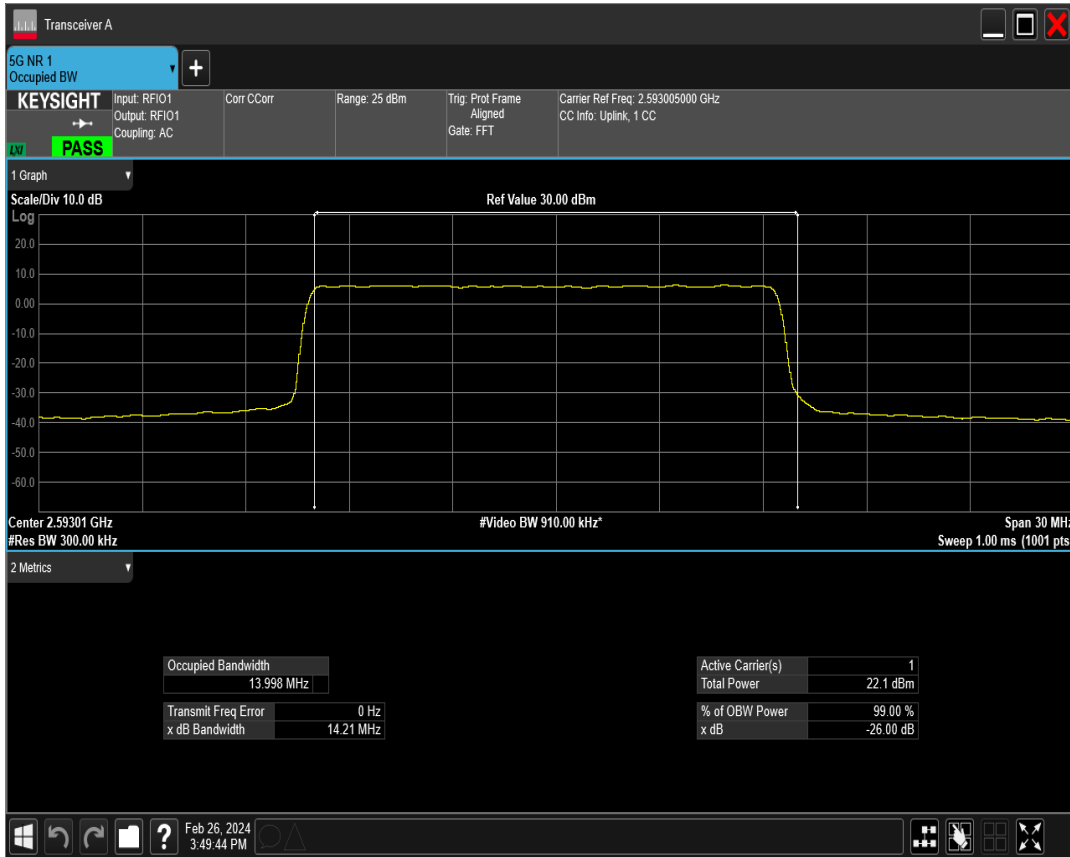 Transceiver A
5G NR 1
Occupied BW
KEYSIGHT
LXI
PASS
Input: RFIO1
Output: RFIO1
Coupling: AC
Corr CCorr
Range: 25 dBm
Trig: Prot Frame
Aligned
Gate: FFT
Carrier Ref Freq: 2.593005000 GHz
CC Info: Uplink, 1 CC
1 Graph
Scale/Div 10.0 dB
Ref Value 30.00 dBm
Log
20.0
10.0
0.00
-10.0
-20.0
-30.0
-40.0
-50.0
-60.0
Center 2.59301 GHz
#Video BW 910.00 kHz*
Span 30 MHz
#Res BW 300.00 kHz
Sweep 1.00 ms (1001 pts
2 Metrics
Occupied Bandwidth
13.998 MHz
Transmit Freq Error 0 Hz
x dB Bandwidth 14.21 MHz
Active Carrier(s) 1
Total Power 22.1 dBm
% of OBW Power 99.00 %
x dB -26.00 dB
?
Feb 26, 2024
3:49:44 PM